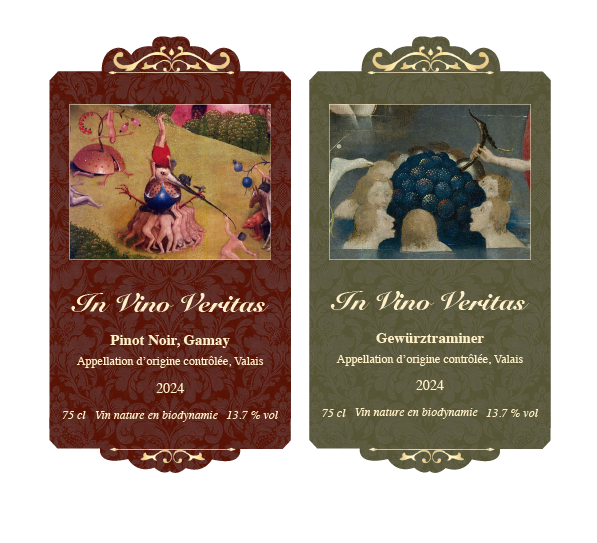 In Vino Veritas
Pinot Noir, Gamay
Appellation d’origine contrôlée, Valais
2024
75 cl Vin nature en biodynamie 13.7 % vol
In Vino Veritas
Gewürztraminer
Appellation d’origine contrôlée, Valais
2024
75 cl Vin nature en biodynamie 13.7 % vol